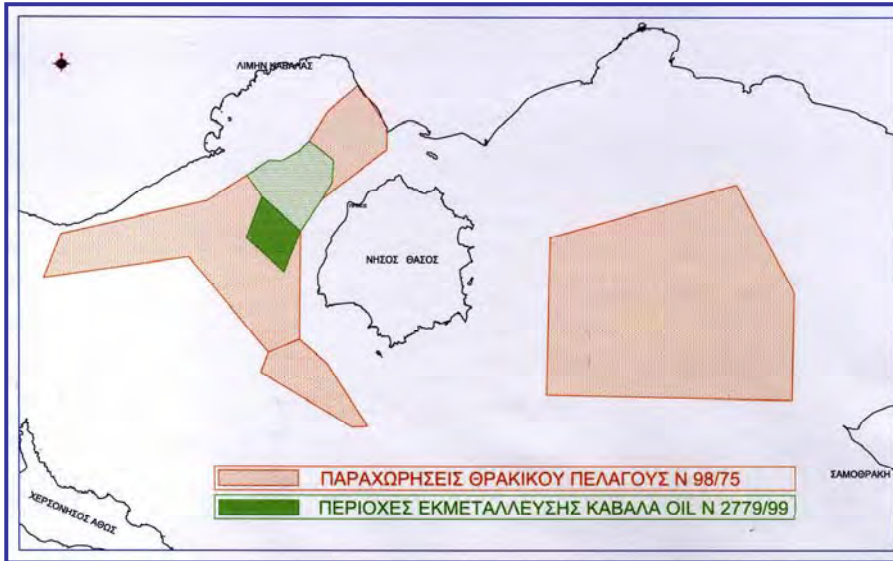 ΛΙΜΗΝ ΚΑΒΑΛΑΣ
ΝΗΣΟΣ ΘΑΣΟΣ
ΣΑΜΟΘΡΑΚΗ
ΧΕΡΣΟΝΗΣΟΣ ΑΘΩΣ
ΠΑΡΑΧΩΡΗΣΕΙΣ ΘΡΑΚΙΚΟΥ ΠΕΛΑΓΟΥΣ Ν 98/75
ΠΕΡΙΟΧΕΣ ΕΚΜΕΤΑΛΛΕΥΣΗΣ ΚΑΒΑΛΑ OIL Ν 2779/99